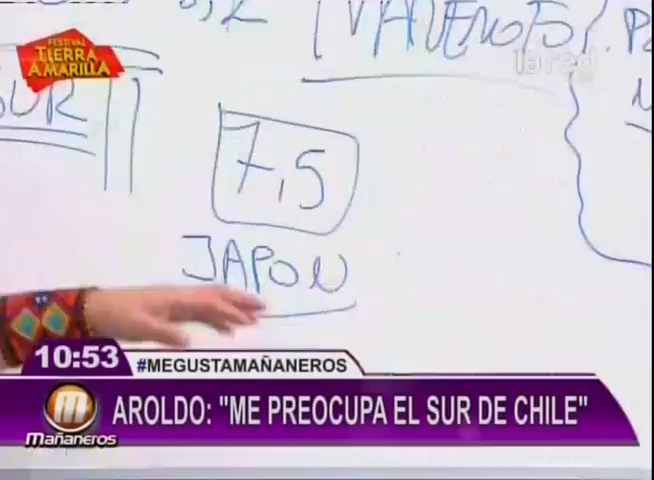 FESTIVAL
TIERRA
AMARILLA
la red
SUR
7,5
JAPON
10:53
#MEGUSTAMAÑANEROS
m
Mañaneros
AROLDO: "ME PREOCUPA EL SUR DE CHILE"